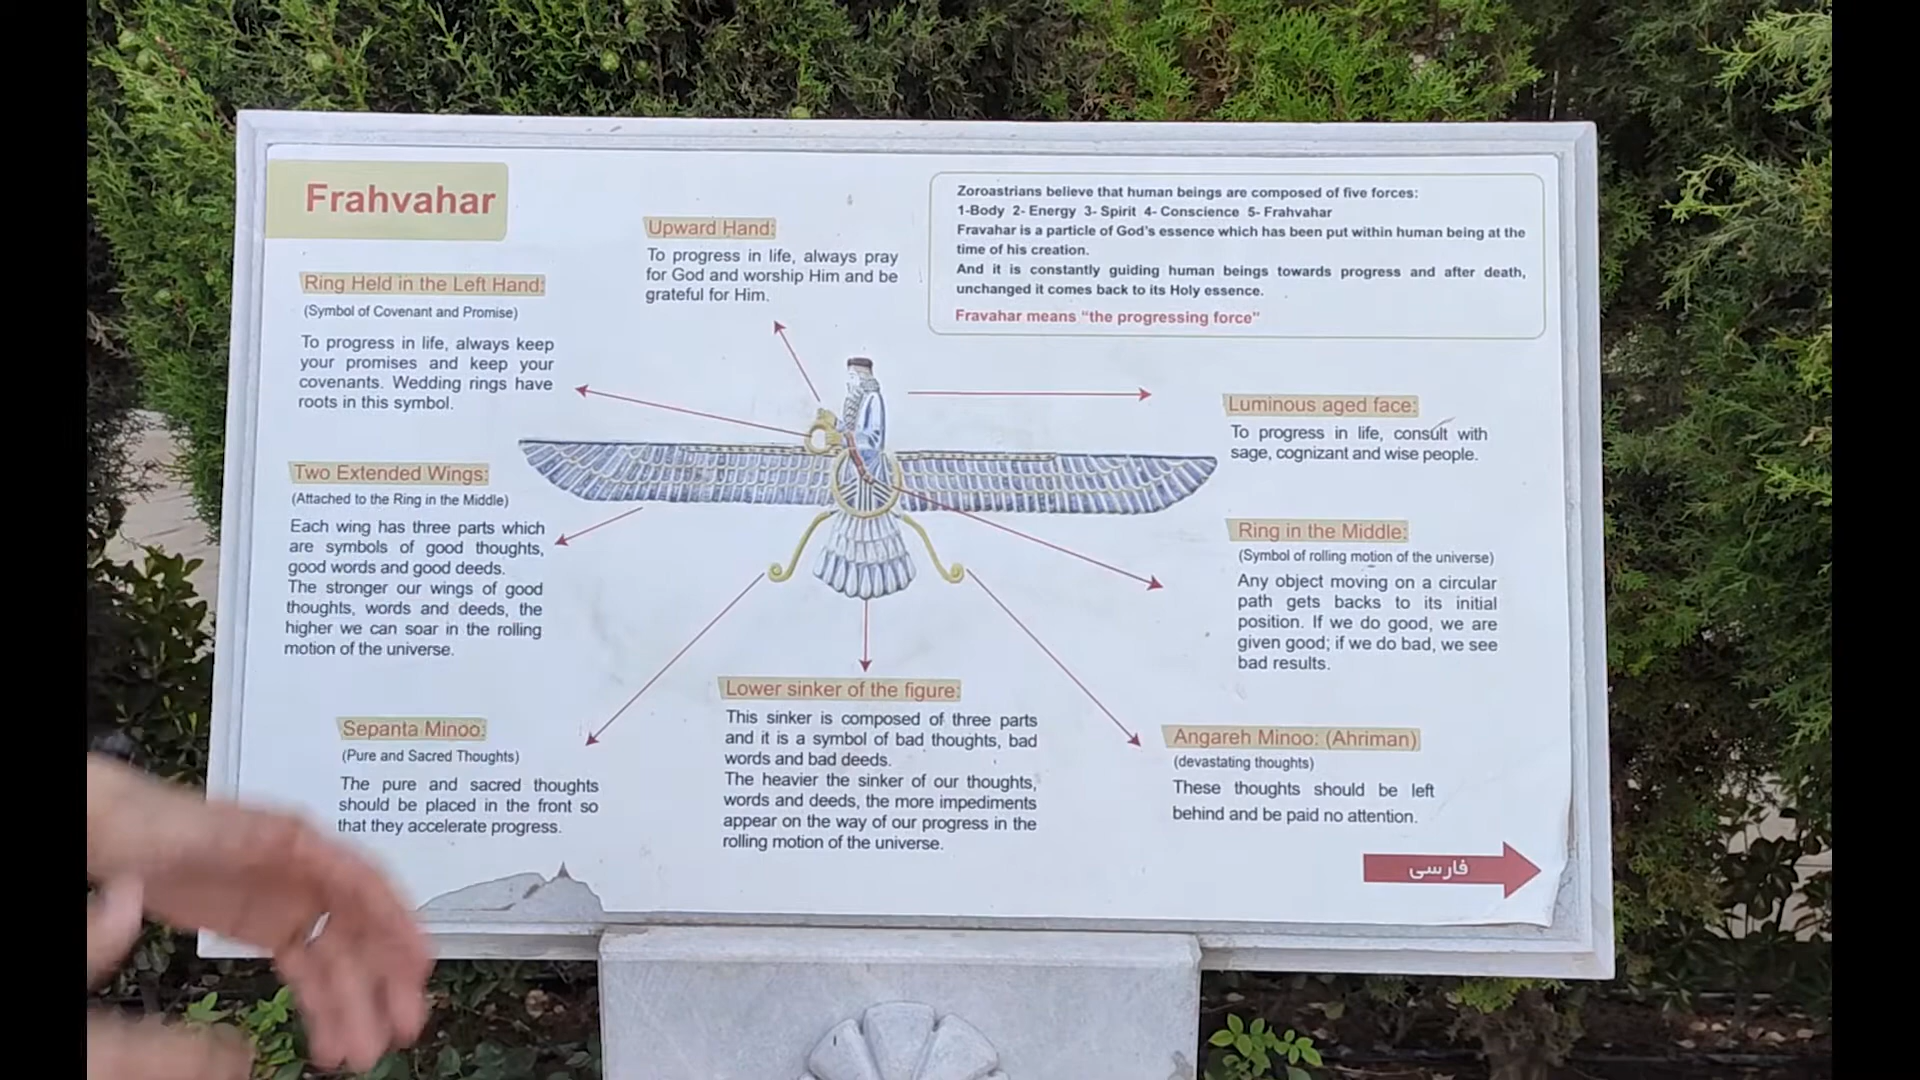 Frahvahar
Zoroastrians believe that human beings are composed of five forces:
1-Body 2- Energy 3- Spirit 4- Conscience 5- Frahvahar
Fravahar is a particle of God's essence which has been put within human being at the
time of his creation.
And it is constantly guiding human beings towards progress and after death,
unchanged it comes back to its Holy essence.
Fravahar means "the progressing force"
Upward Hand:
To progress in life, always pray
for God and worship Him and be
grateful for Him.
Ring Held in the Left Hand:
(Symbol of Covenant and Promise)
To progress in life, always keep
your promises and keep your
covenants. Wedding rings have
roots in this symbol.
Luminous aged face:
To progress in life, consult with
sage, cognizant and wise people.
Two Extended Wings:
(Attached to the Ring in the Middle)
Each wing has three parts which
are symbols of good thoughts,
good words and good deeds.
The stronger our wings of good
thoughts, words and deeds, the
higher we can soar in the rolling
motion of the universe.
Ring in the Middle:
(Symbol of rolling motion of the universe)
Any object moving on a circular
path gets backs to its initial
position. If we do good, we are
given good; if we do bad, we see
bad results.
Sepanta Minoo:
(Pure and Sacred Thoughts)
The pure and sacred thoughts
should be placed in the front so
that they accelerate progress.
Lower sinker of the figure:
This sinker is composed of three parts
and it is a symbol of bad thoughts, bad
words and bad deeds.
The heavier the sinker of our thoughts,
words and deeds, the more impediments
appear on the way of our progress in the
rolling motion of the universe.
Angareh Minoo: (Ahriman)
(devastating thoughts)
These thoughts should be left
behind and be paid no attention.
فارسی